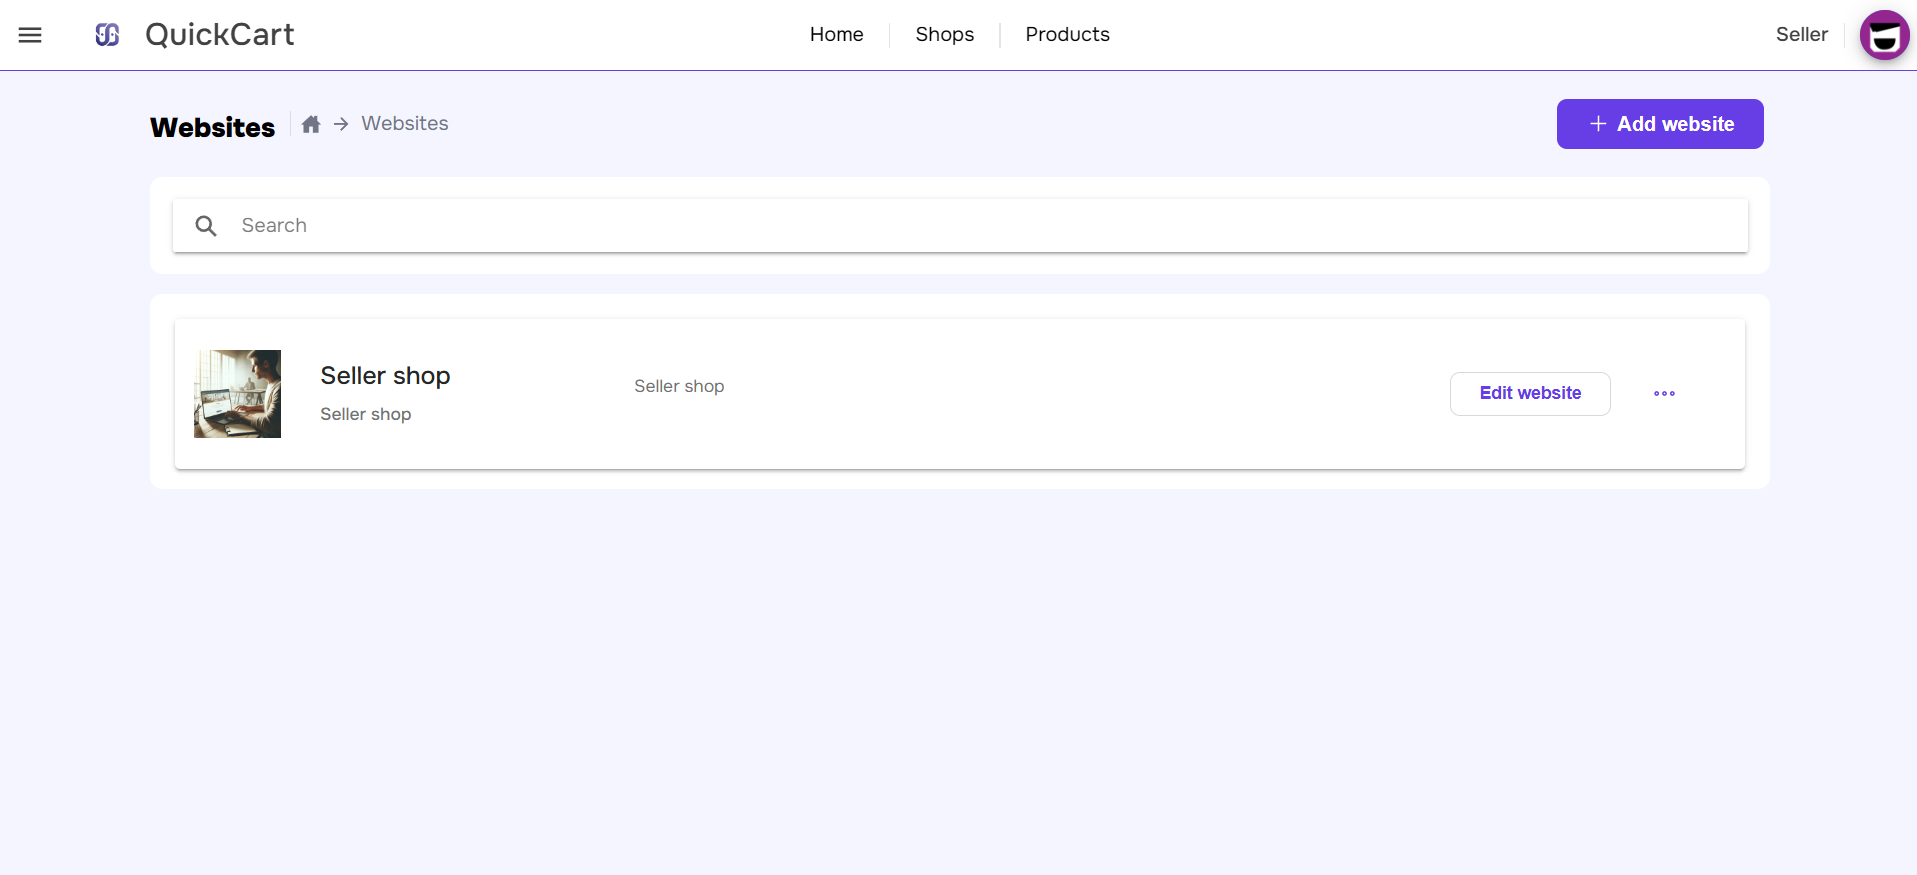 QuickCart
Home
Shops
Products
Seller
Websites
Websites
Add website
Search
Seller shop
Seller shop
Seller shop
Edit website